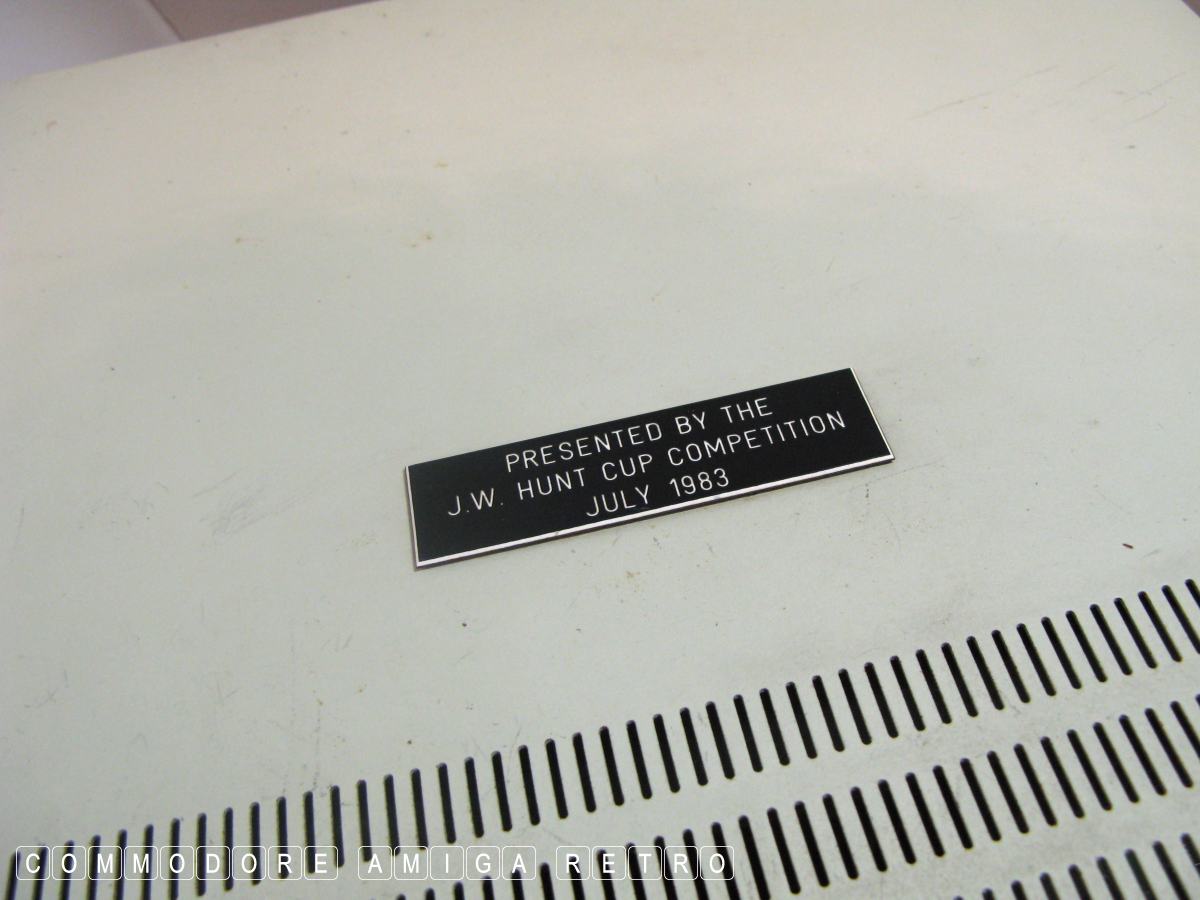 PRESENTED BY THE
J.W. HUNT CUP COMPETITION
JULY 1983
COMMODORE AMIGA RETRO